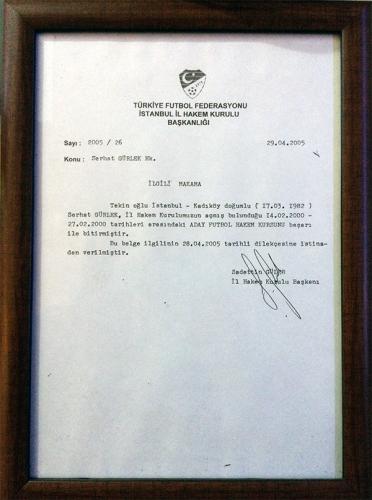 TÜRKİYE FUTBOL FEDERASYONU
İSTANBUL İL HAKEM KURULU
BAŞKANLIĞI
Sayı : 2005 / 26 29.04.2005
Konu : Serhat GÜRLEK Hk.
İLGİLİ MAKAMA
Tekin oğlu İstanbul - Kadıköy doğumlu ( 17.03. 1982 )
Serhat GÜRLEK, İl Hakem Kurulumuzun açmış bulunduğu 14.02.2000 -
27.02.2000 tarihleri arasındaki ADAY FUTBOL HAKEM KURSUNU başarı
ile bitirmiştir.
Bu belge ilgilinin 28.04.2005 tarihli dilekçesine istina-
den verilmiştir.
Sadettin
İl Hakem Kurulu Başkanı